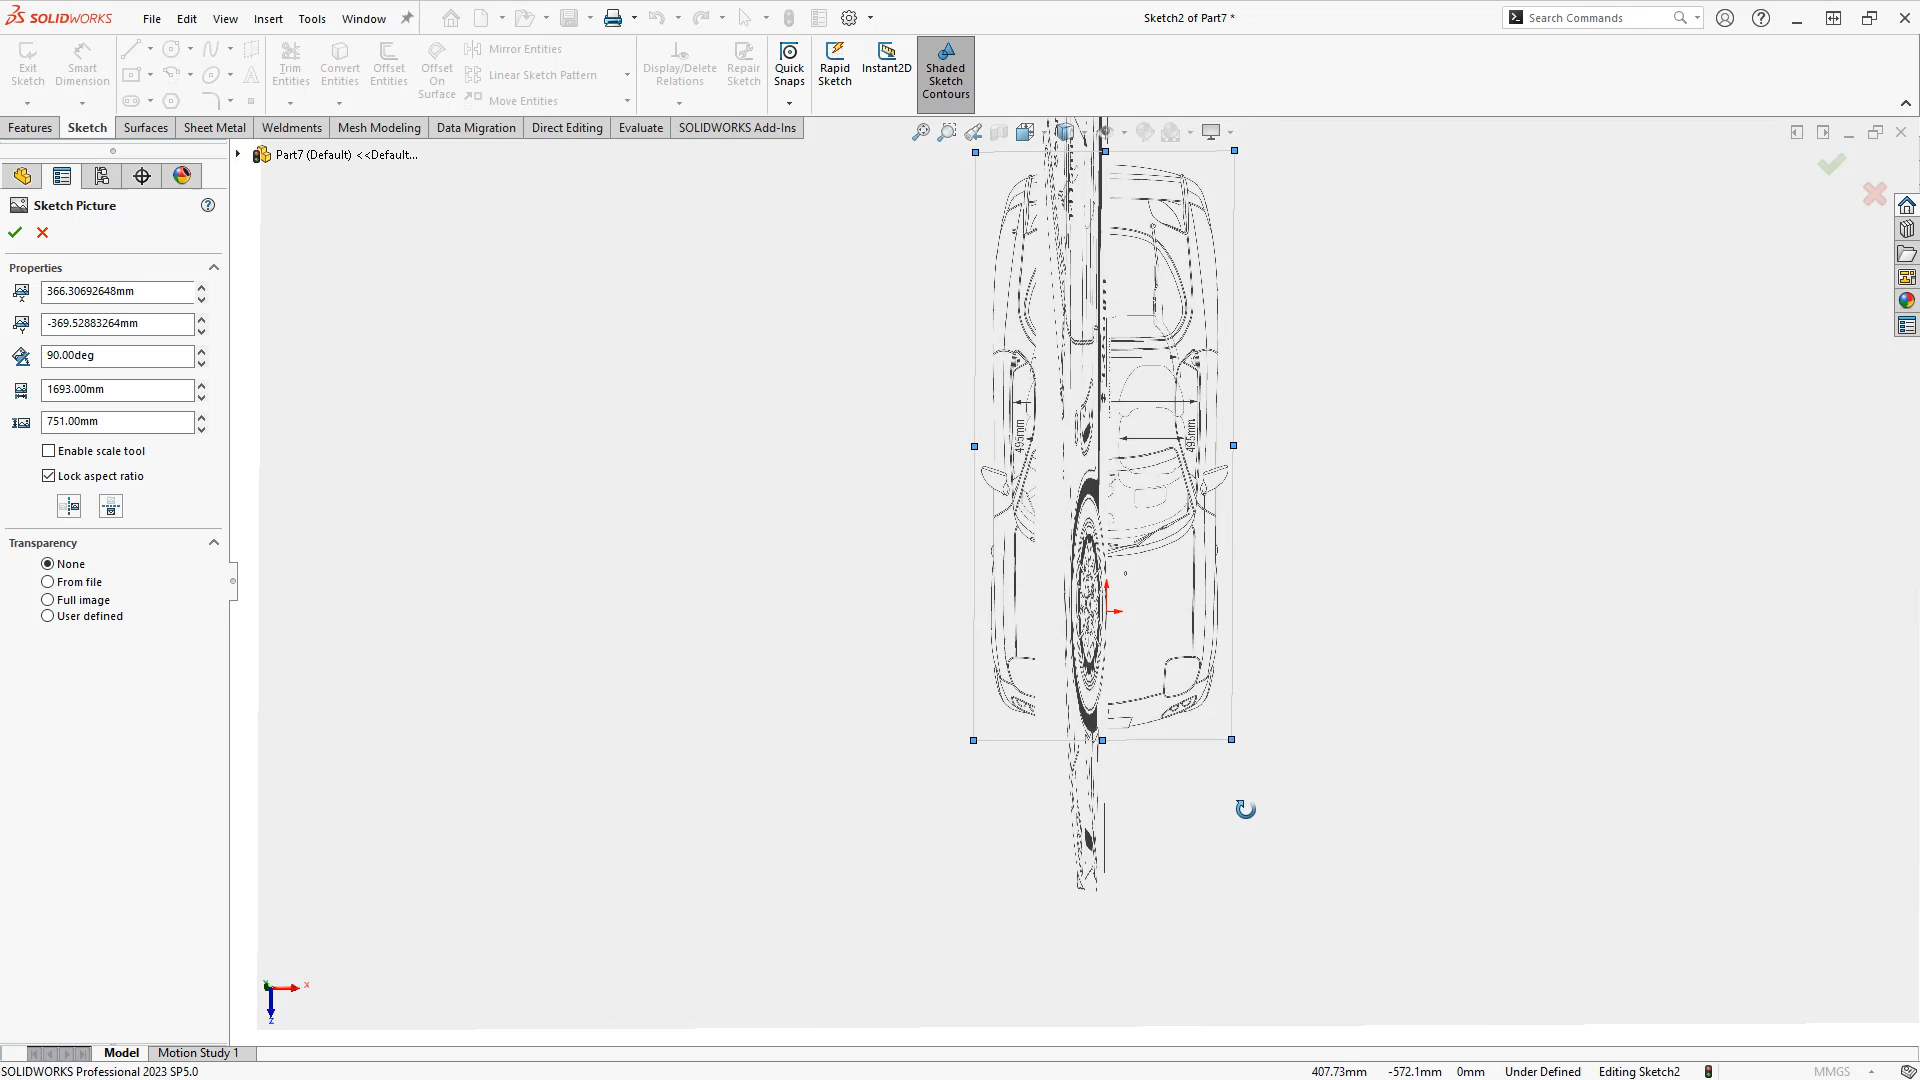 SOLIDWORKS
File Edit View Insert Tools Window
Sketch2 of Part7 *
Search Commands
Exit Sketch
Smart Dimension
Trim Entities
Convert Entities
Offset Entities
Offset On Surface
Mirror Entities
Linear Sketch Pattern
Move Entities
Display/Delete Relations
Repair Sketch
Quick Snaps
Rapid Sketch
Instant2D
Shaded Sketch Contours
Features Sketch Surfaces Sheet Metal Weldments Mesh Modeling Data Migration Direct Editing Evaluate SOLIDWORKS Add-Ins
Part7 (Default) <<Default...
Sketch Picture
Properties
366.30692648mm
-369.52883264mm
90.00deg
1693.00mm
751.00mm
Enable scale tool
Lock aspect ratio
Transparency
None
From file
Full image
User defined
495mm
495mm
x
z
Model Motion Study 1
SOLIDWORKS Professional 2023 SP5.0
407.73mm -572.1mm 0mm Under Defined Editing Sketch2 MMGS